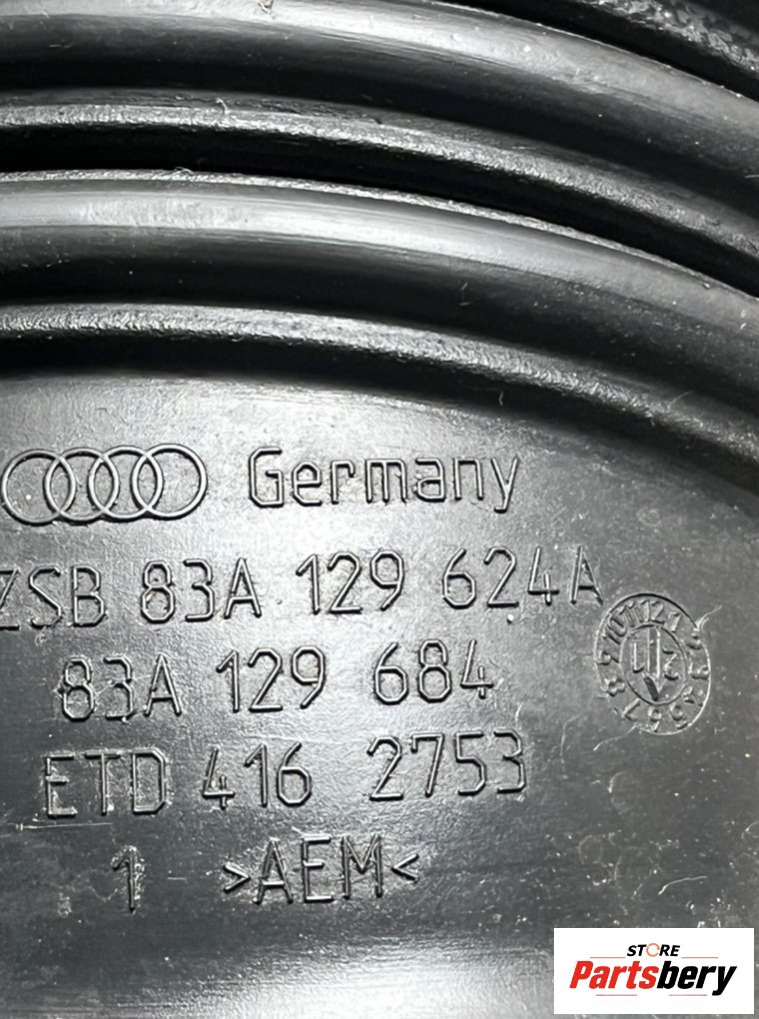 Germany
ZSB 83A 129 624A
83A 129 684
ETD 416 2753
1 >AEM<
STORE
Partsbery